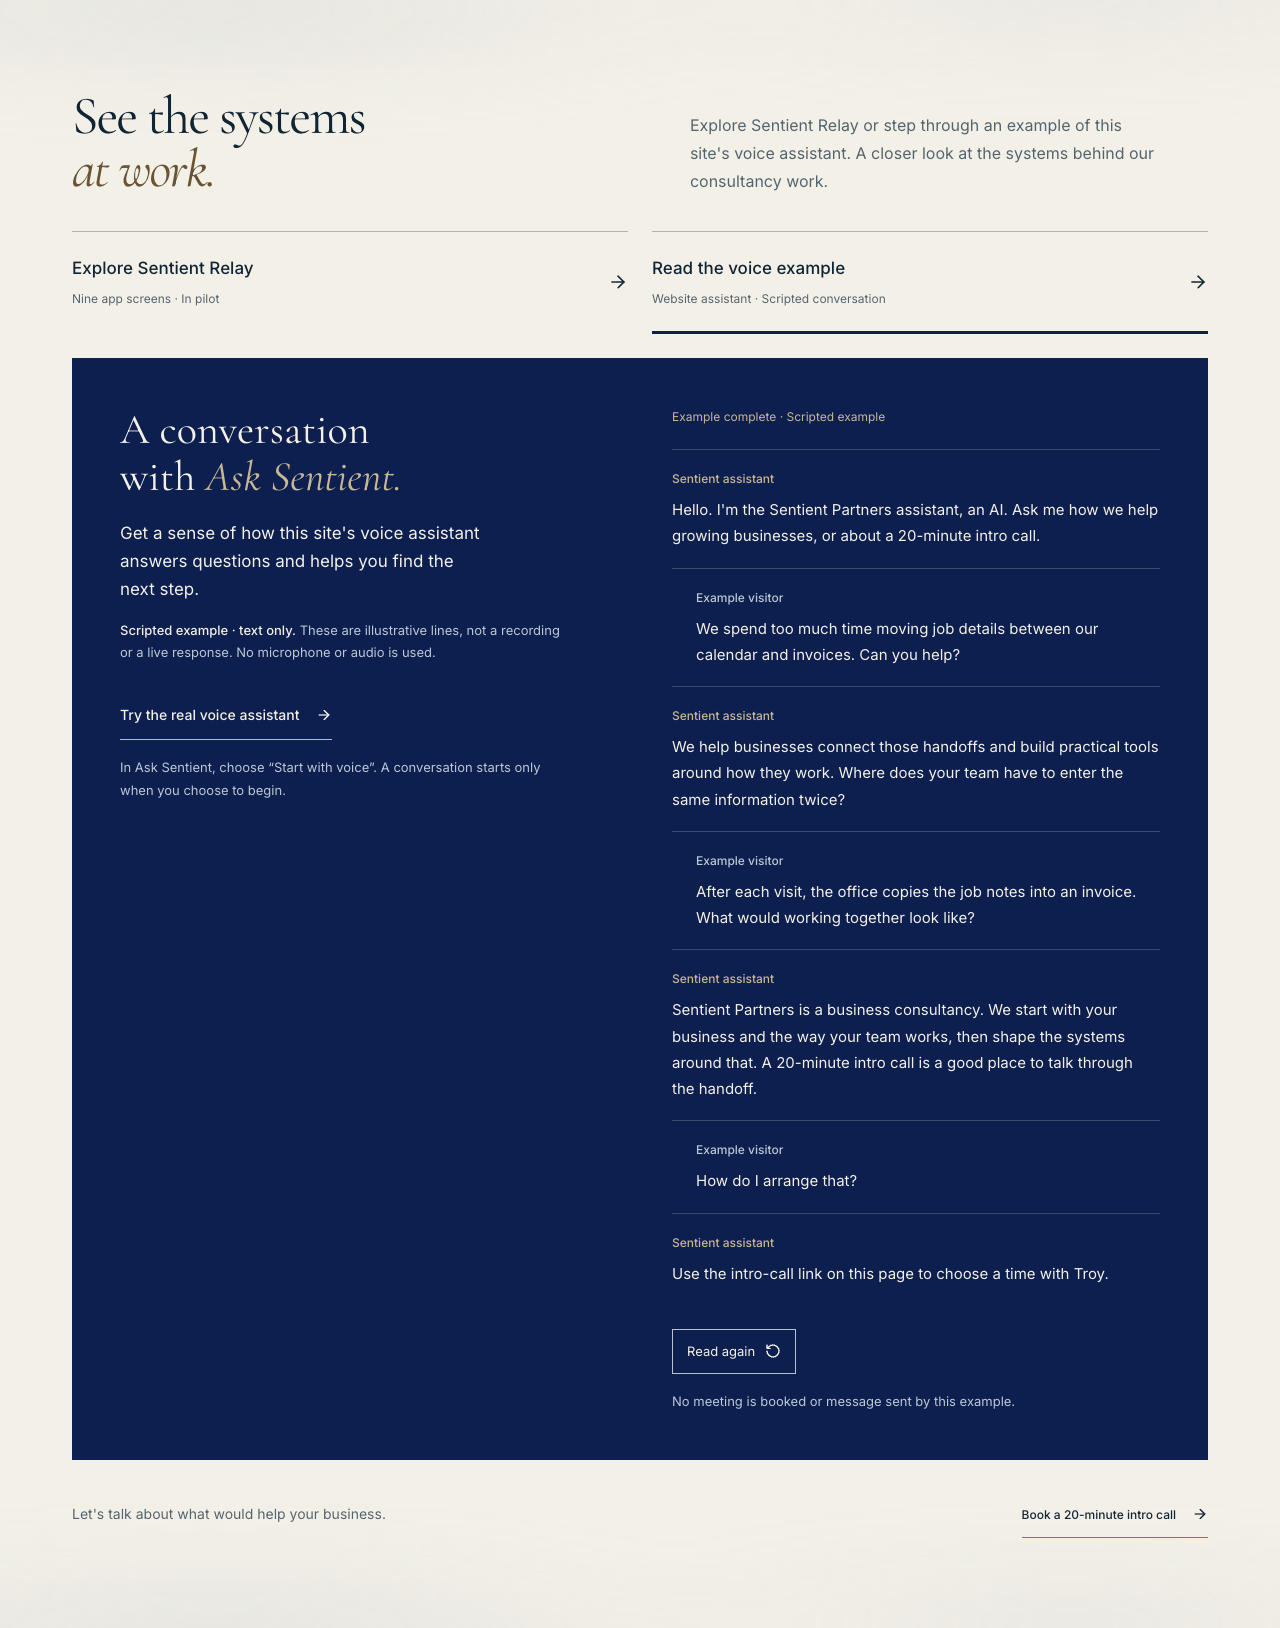 See the systems
at work.
Explore Sentient Relay or step through an example of this
site's voice assistant. A closer look at the systems behind our
consultancy work.
Explore Sentient Relay
Nine app screens · In pilot
Read the voice example
Website assistant · Scripted conversation
A conversation
with Ask Sentient.
Get a sense of how this site's voice assistant
answers questions and helps you find the
next step.
Scripted example · text only. These are illustrative lines, not a recording
or a live response. No microphone or audio is used.
Try the real voice assistant
In Ask Sentient, choose “Start with voice”. A conversation starts only
when you choose to begin.
Example complete · Scripted example
Sentient assistant
Hello. I'm the Sentient Partners assistant, an AI. Ask me how we help
growing businesses, or about a 20-minute intro call.
Example visitor
We spend too much time moving job details between our
calendar and invoices. Can you help?
Sentient assistant
We help businesses connect those handoffs and build practical tools
around how they work. Where does your team have to enter the
same information twice?
Example visitor
After each visit, the office copies the job notes into an invoice.
What would working together look like?
Sentient assistant
Sentient Partners is a business consultancy. We start with your
business and the way your team works, then shape the systems
around that. A 20-minute intro call is a good place to talk through
the handoff.
Example visitor
How do I arrange that?
Sentient assistant
Use the intro-call link on this page to choose a time with Troy.
Read again
No meeting is booked or message sent by this example.
Let's talk about what would help your business.
Book a 20-minute intro call